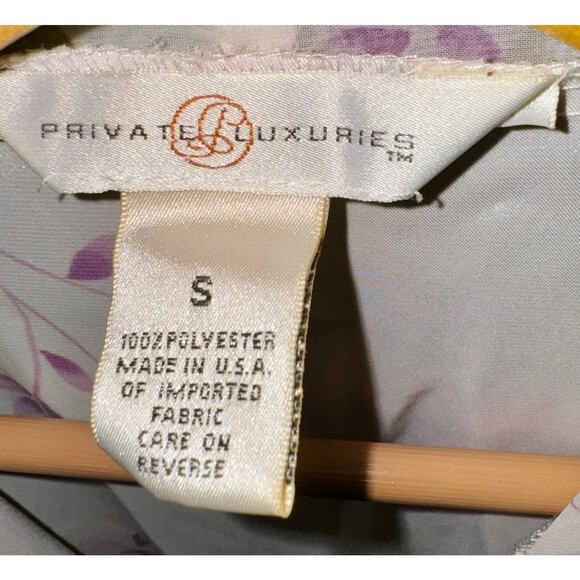 PRIVATE LUXURIES
TM
S
100% POLYESTER
MADE IN U.S.A.
OF IMPORTED
FABRIC
CARE ON
REVERSE